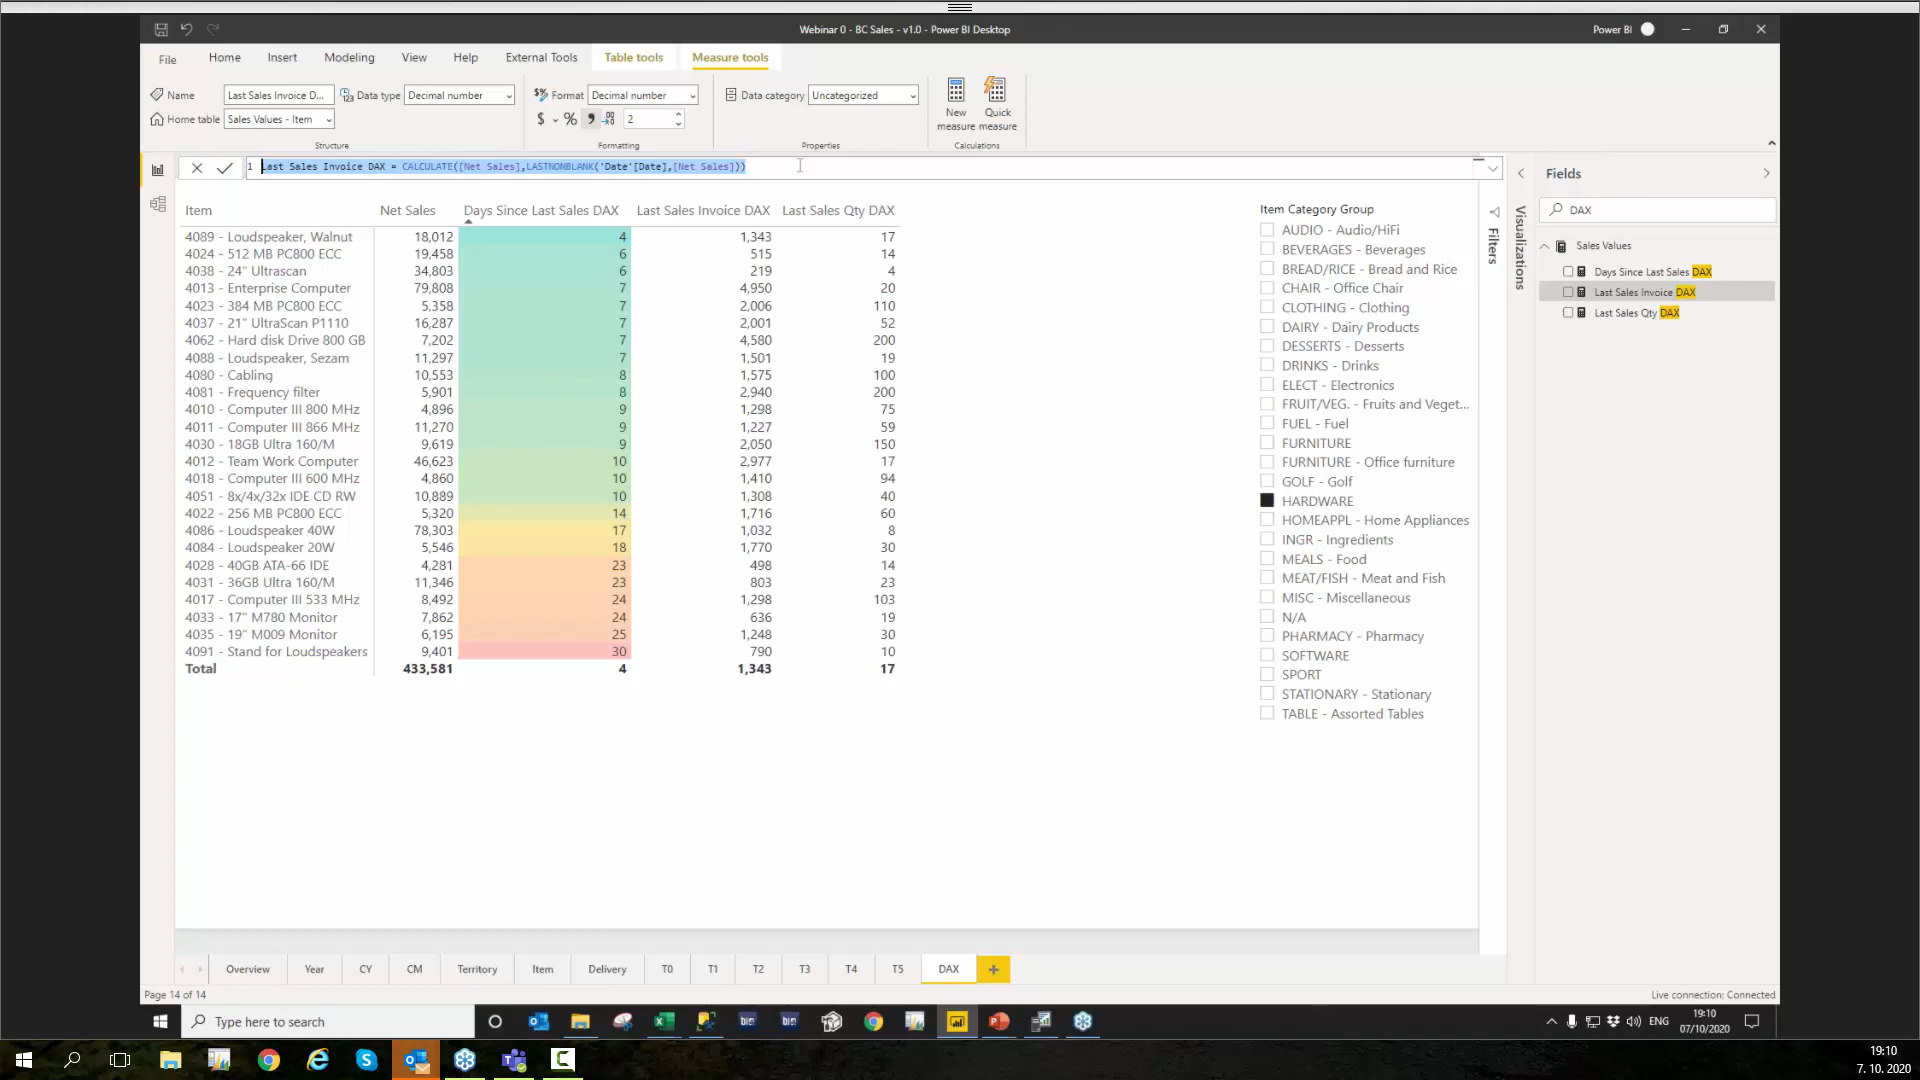 Webinar 0 - BC Sales - v1.0 - Power BI Desktop
Power BI
File Home Insert Modeling View Help External Tools Table tools Measure tools
Name Last Sales Invoice D... Data type Decimal number Format Decimal number Data category Uncategorized New measure Quick measure
Home table Sales Values - Item $ % 2
Structure Formatting Properties Calculations
1 Last Sales Invoice DAX = CALCULATE([Net Sales],LASTNONBLANK('Date'[Date],[Net Sales]))
Item Net Sales Days Since Last Sales DAX Last Sales Invoice DAX Last Sales Qty DAX
4089 - Loudspeaker, Walnut 18,012 4 1,343 17
4024 - 512 MB PC800 ECC 19,458 6 515 14
4038 - 24" Ultrascan 34,803 6 219 4
4013 - Enterprise Computer 79,808 7 4,950 20
4023 - 384 MB PC800 ECC 5,358 7 2,006 110
4037 - 21" UltraScan P1110 16,287 7 2,001 52
4062 - Hard disk Drive 800 GB 7,202 7 4,580 200
4088 - Loudspeaker, Sezam 11,297 7 1,501 19
4080 - Cabling 10,553 8 1,575 100
4081 - Frequency filter 5,901 8 2,940 200
4010 - Computer III 800 MHz 4,896 9 1,298 75
4011 - Computer III 866 MHz 11,270 9 1,227 59
4030 - 18GB Ultra 160/M 9,619 9 2,050 150
4012 - Team Work Computer 46,623 10 2,977 17
4018 - Computer III 600 MHz 4,860 10 1,410 94
4051 - 8x/4x/32x IDE CD RW 10,889 10 1,308 40
4022 - 256 MB PC800 ECC 5,320 14 1,716 60
4086 - Loudspeaker 40W 78,303 17 1,032 8
4084 - Loudspeaker 20W 5,546 18 1,770 30
4028 - 40GB ATA-66 IDE 4,281 23 498 14
4031 - 36GB Ultra 160/M 11,346 23 803 23
4017 - Computer III 533 MHz 8,492 24 1,298 103
4033 - 17" M780 Monitor 7,862 24 636 19
4035 - 19" M009 Monitor 6,195 25 1,248 30
4091 - Stand for Loudspeakers 9,401 30 790 10
Total 433,581 4 1,343 17
Item Category Group
AUDIO - Audio/HiFi
BEVERAGES - Beverages
BREAD/RICE - Bread and Rice
CHAIR - Office Chair
CLOTHING - Clothing
DAIRY - Dairy Products
DESSERTS - Desserts
DRINKS - Drinks
ELECT - Electronics
FRUIT/VEG. - Fruits and Veget...
FUEL - Fuel
FURNITURE
FURNITURE - Office furniture
GOLF - Golf
HARDWARE
HOMEAPPL - Home Appliances
INGR - Ingredients
MEALS - Food
MEAT/FISH - Meat and Fish
MISC - Miscellaneous
N/A
PHARMACY - Pharmacy
SOFTWARE
SPORT
STATIONARY - Stationary
TABLE - Assorted Tables
Filters
Visualizations
Fields
DAX
Sales Values
Days Since Last Sales DAX
Last Sales Invoice DAX
Last Sales Qty DAX
Overview Year CY CM Territory Item Delivery T0 T1 T2 T3 T4 T5 DAX +
Page 14 of 14
Live connection: Connected
Type here to search
ENG
19:10
07/10/2020
19:10
7. 10. 2020